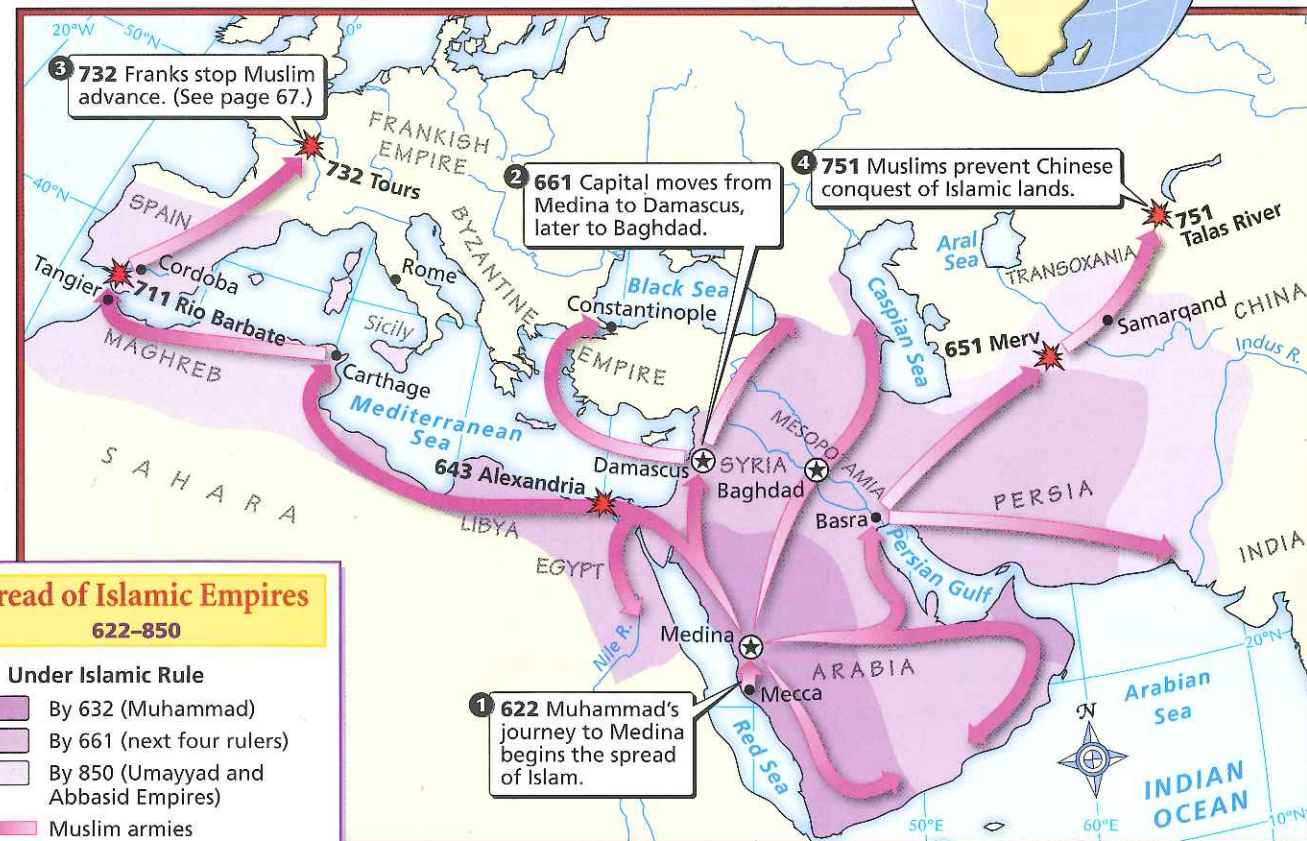 20°W
50°N
0°
3 732 Franks stop Muslim
advance. (See page 67.)
FRANKISH
EMPIRE
732 Tours
2 661 Capital moves from
Medina to Damascus,
later to Baghdad.
4 751 Muslims prevent Chinese
conquest of Islamic lands.
751
Talas River
40°N
SPAIN
Cordoba
Tangier
711 Rio Barbate
MAGHREB
Rome
Sicily
Carthage
BYZANTINE
EMPIRE
Black Sea
Constantinople
Mediterranean
Sea
Aral
Sea
Caspian Sea
TRANSOXANIA
Samarqand
CHINA
651 Merv
Indus R.
SAHARA
643 Alexandria
LIBYA
EGYPT
Nile R.
Damascus
SYRIA
Baghdad
MESOPOTAMIA
Basra
PERSIA
Persian Gulf
INDIA
Medina
ARABIA
Mecca
1 622 Muhammad's
journey to Medina
begins the spread
of Islam.
Red Sea
20°N
Arabian
Sea
N
INDIAN
OCEAN
50°E
60°E
10°N
read of Islamic Empires
622–850
Under Islamic Rule
By 632 (Muhammad)
By 661 (next four rulers)
By 850 (Umayyad and
Abbasid Empires)
Muslim armies